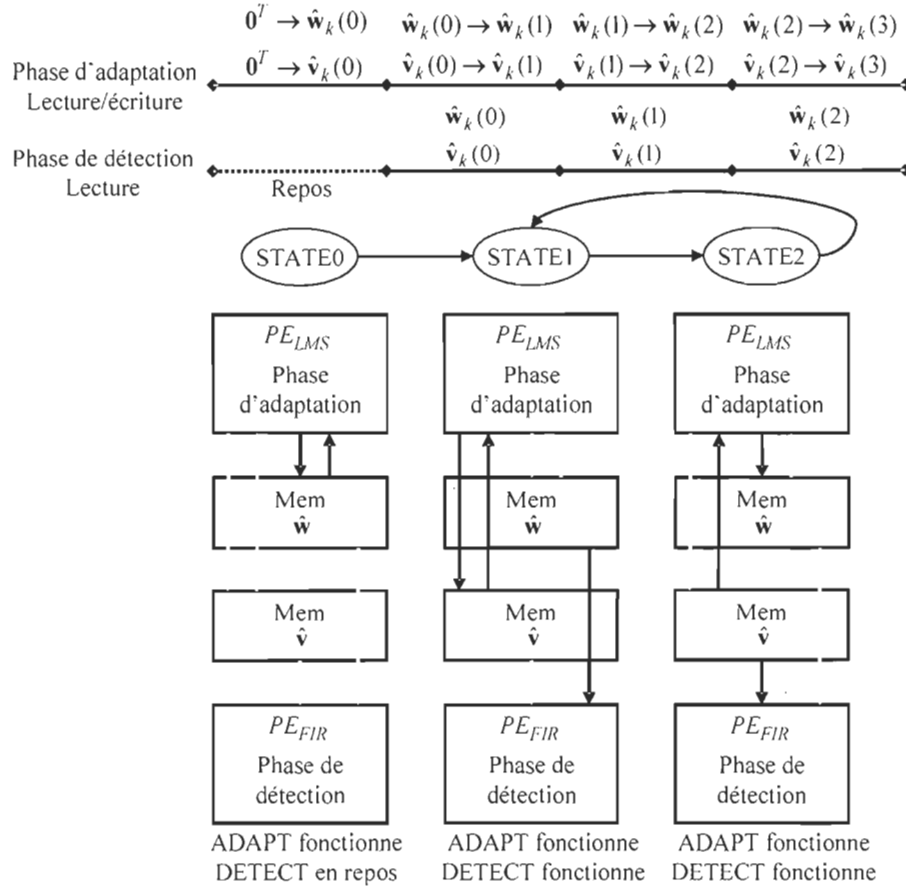 0^T → ŵ_k(0) ŵ_k(0) → ŵ_k(1) ŵ_k(1) → ŵ_k(2) ŵ_k(2) → ŵ_k(3)
Phase d'adaptation
Lecture/écriture
0^T → v̂_k(0) v̂_k(0) → v̂_k(1) v̂_k(1) → v̂_k(2) v̂_k(2) → v̂_k(3)
ŵ_k(0) ŵ_k(1) ŵ_k(2)
Phase de détection
Lecture
v̂_k(0) v̂_k(1) v̂_k(2)
Repos
STATE0 STATE1 STATE2
PE_LMS PE_LMS PE_LMS
Phase Phase Phase
d'adaptation d'adaptation d'adaptation
Mem Mem Mem
ŵ ŵ ŵ
Mem Mem Mem
v̂ v̂ v̂
PE_FIR PE_FIR PE_FIR
Phase de Phase de Phase de
détection détection détection
ADAPT fonctionne ADAPT fonctionne ADAPT fonctionne
DETECT en repos DETECT fonctionne DETECT fonctionne